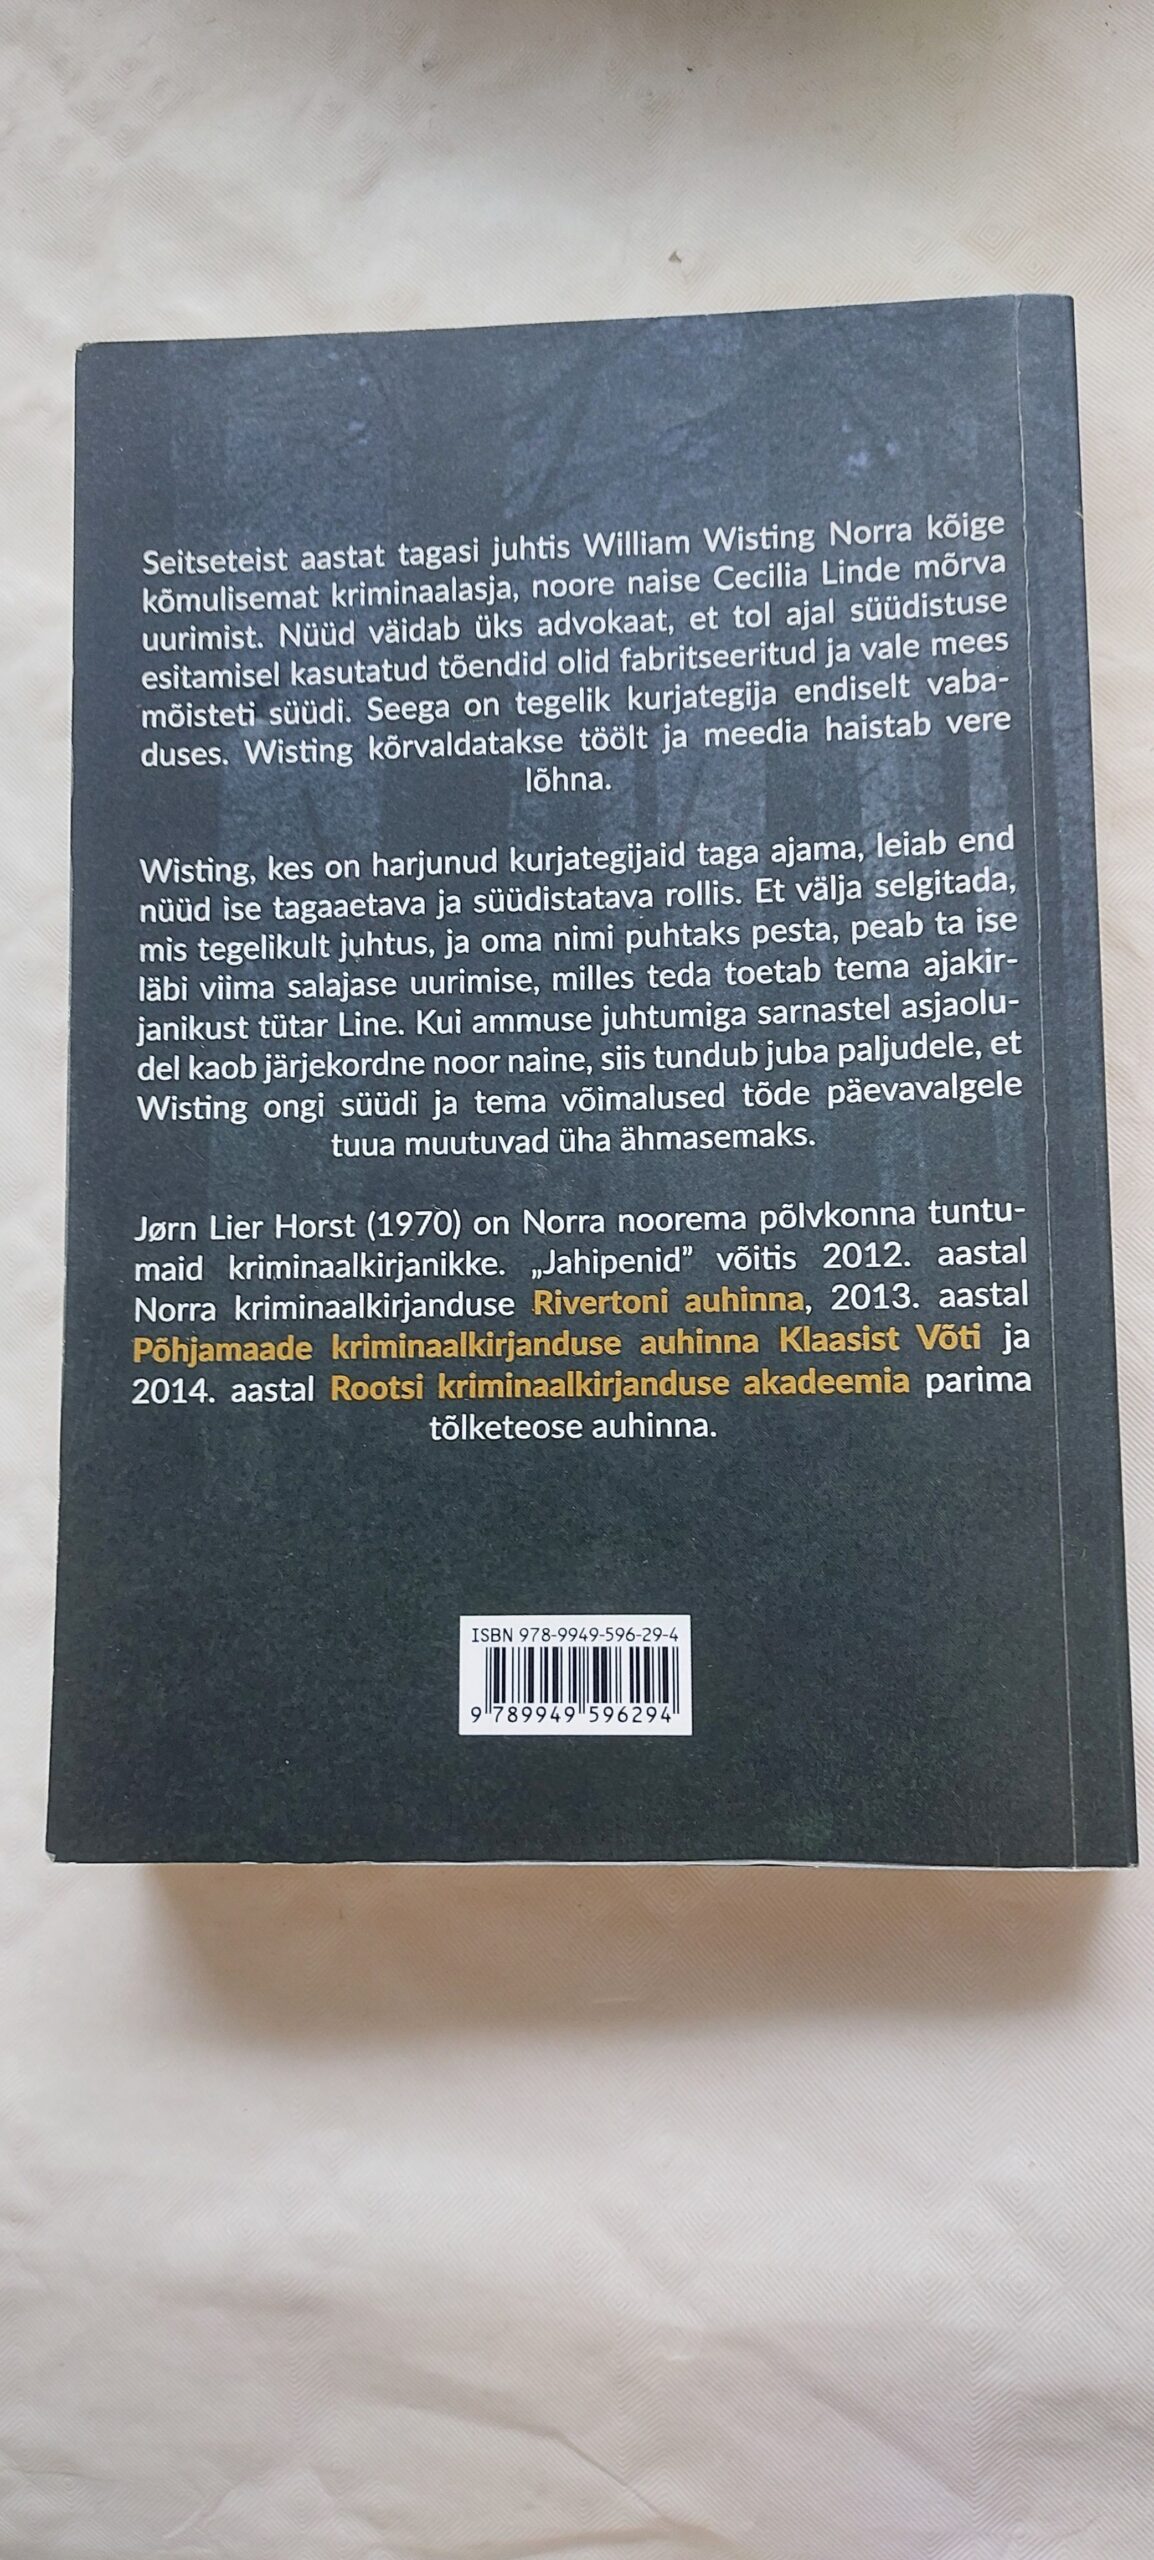 Seitseteist aastat tagasi juhtis William Wisting Norra kõige
kõmulisemat kriminaalasja, noore naise Cecilia Linde mõrva
uurimist. Nüüd väidab üks advokaat, et tol ajal süüdistuse
esitamisel kasutatud tõendid olid fabritseeritud ja vale mees
mõisteti süüdi. Seega on tegelik kurjategija endiselt vaba-
duses. Wisting kõrvaldatakse töölt ja meedia haistab vere
lõhna.
Wisting, kes on harjunud kurjategijaid taga ajama, leiab end
nüüd ise tagaaetava ja süüdistatava rollis. Et välja selgitada,
mis tegelikult juhtus, ja oma nimi puhtaks pesta, peab ta ise
läbi viima salajase uurimise, milles teda toetab tema ajakir-
janikust tütar Line. Kui ammuse juhtumiga sarnastel asjaolu-
del kaob järjekordne noor naine, siis tundub juba paljudele, et
Wisting ongi süüdi ja tema võimalused tõde päevavalgele
tuua muutuvad üha ähmasemaks.
Jørn Lier Horst (1970) on Norra noorema põlvkonna tuntu-
maid kriminaalkirjanikke. „Jahipenid” võitis 2012. aastal
Norra kriminaalkirjanduse Rivertoni auhinna, 2013. aastal
Põhjamaade kriminaalkirjanduse auhinna Klaasist Võti ja
2014. aastal Rootsi kriminaalkirjanduse akadeemia parima
tõlketeose auhinna.
ISBN 978-9949-596-29-4
9 789949 596294